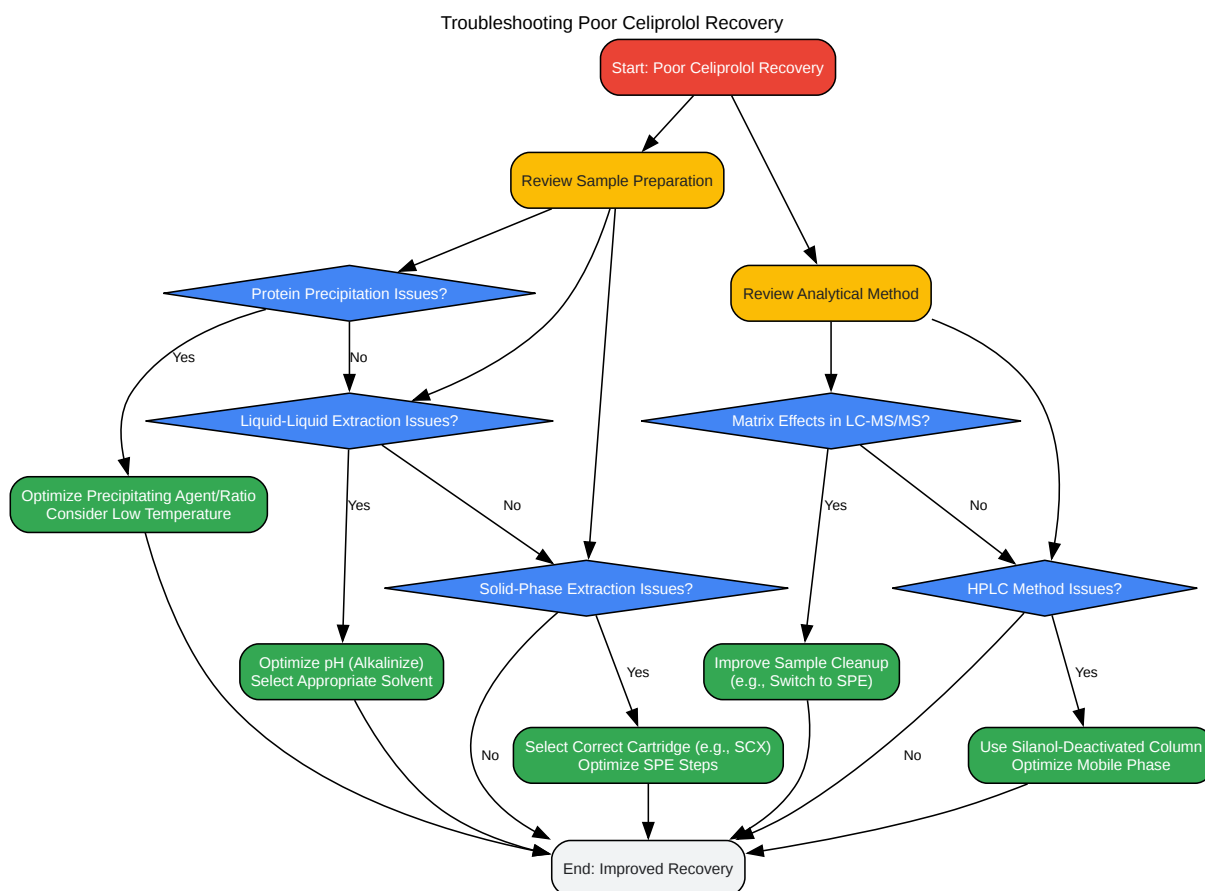 Troubleshooting Poor Celiprolol Recovery
Start: Poor Celiprolol Recovery
Review Sample Preparation
Protein Precipitation Issues?
Review Analytical Method
Yes
No
Liquid-Liquid Extraction Issues?
Matrix Effects in LC-MS/MS?
Optimize Precipitating Agent/Ratio
Consider Low Temperature
Yes
No
Yes
No
Solid-Phase Extraction Issues?
HPLC Method Issues?
Optimize pH (Alkalinize)
Select Appropriate Solvent
Yes
Improve Sample Cleanup
(e.g., Switch to SPE)
Yes
No
Select Correct Cartridge (e.g., SCX)
Optimize SPE Steps
No
Use Silanol-Deactivated Column
Optimize Mobile Phase
End: Improved Recovery